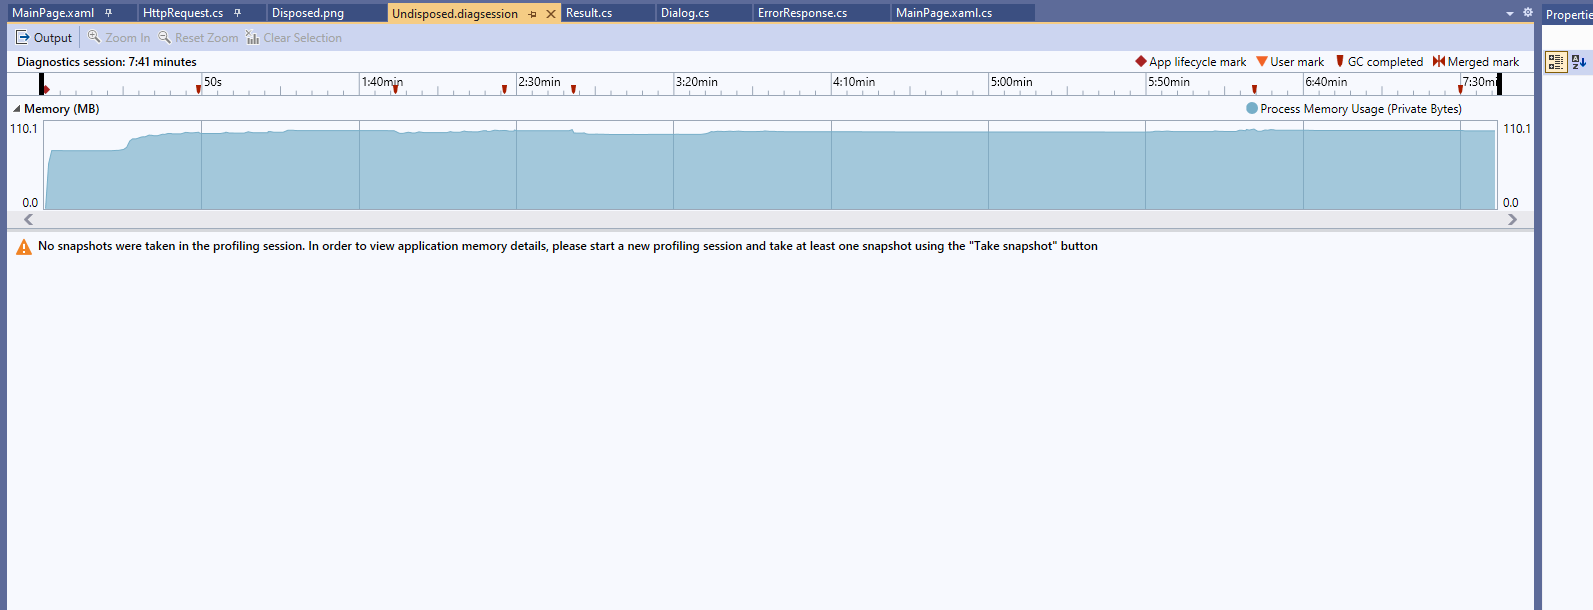 MainPage.xaml HttpRequest.cs Disposed.png Undisposed.diagsession Result.cs Dialog.cs ErrorResponse.cs MainPage.xaml.cs
Propertie
Output Zoom In Reset Zoom Clear Selection
Diagnostics session: 7:41 minutes
App lifecycle mark User mark GC completed Merged mark
50s 1:40min 2:30min 3:20min 4:10min 5:00min 5:50min 6:40min 7:30mi
Memory (MB) Process Memory Usage (Private Bytes)
110.1 110.1
0.0 0.0
No snapshots were taken in the profiling session. In order to view application memory details, please start a new profiling session and take at least one snapshot using the "Take snapshot" button